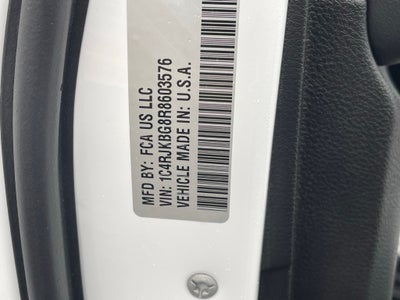 MFD BY: FCA US LLC
VIN: 1C4RJKBG8R8603576
VEHICLE MADE IN: U.S.A.